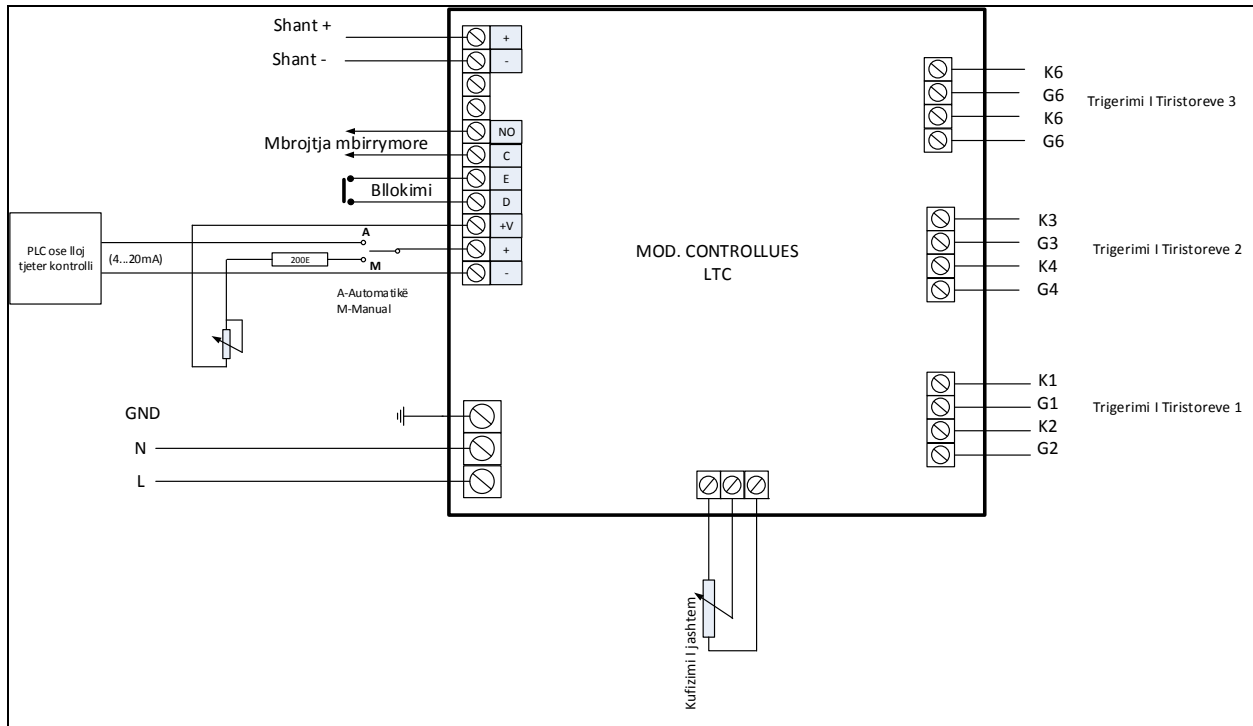 Shant +
+
Shant -
-
NO
Mbrojtja mbirrymore
C
E
Bllokimi
D
+V
A
PLC ose lloj
tjeter kontrolli
(4...20mA)
+
200E
M
-
A-Automatikë
M-Manual
GND
N
L
MOD. CONTROLLUES
LTC
K6
G6
K6
G6
Trigerimi I Tiristoreve 3
K3
G3
K4
G4
Trigerimi I Tiristoreve 2
K1
G1
K2
G2
Trigerimi I Tiristoreve 1
Kufizimi I jashtem